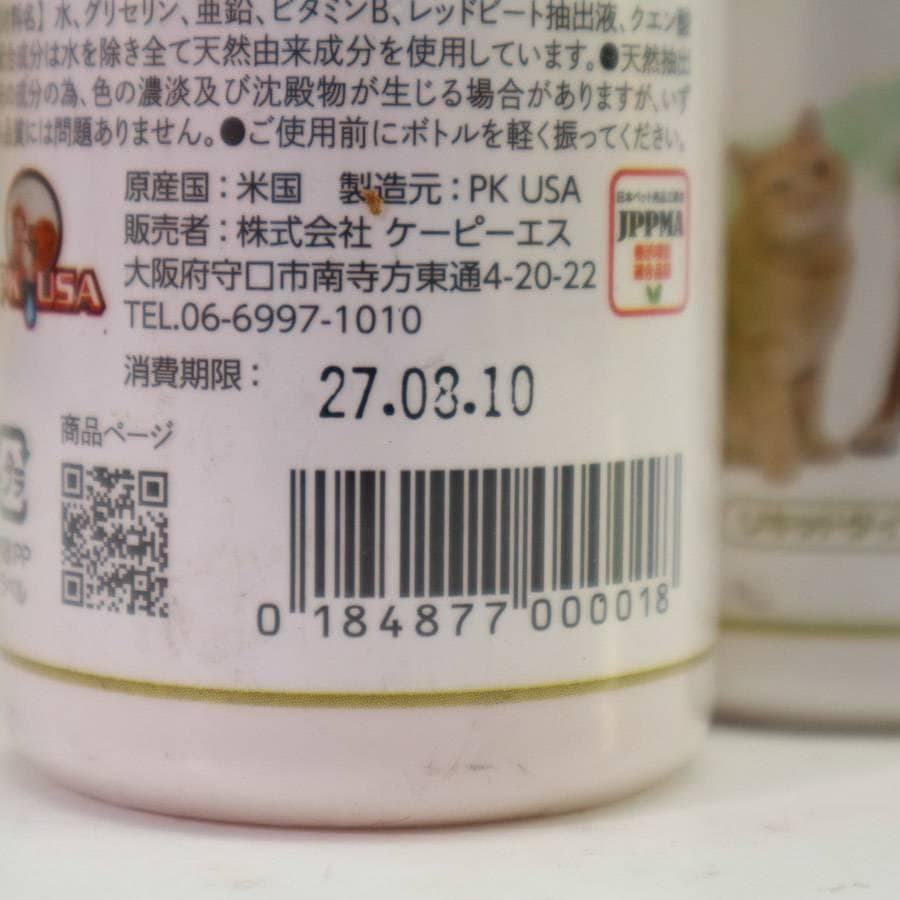 料名】水、グリセリン、亜鉛、ビタミンB、レッドビート抽出液、クエン酸
合成分は水を除き全て天然由来成分を使用しています。●天然抽出
の成分の為、色の濃淡及び沈殿物が生じる場合がありますが、いず
品質には問題ありません。●ご使用前にボトルを軽く振ってください。
原産国：米国 製造元：PK USA
販売者：株式会社 ケーピーエス
大阪府守口市南寺方東通4-20-22
TEL.06-6997-1010
JPPMA
USA
消費期限：
27.08.10
商品ページ
0 184877 000018